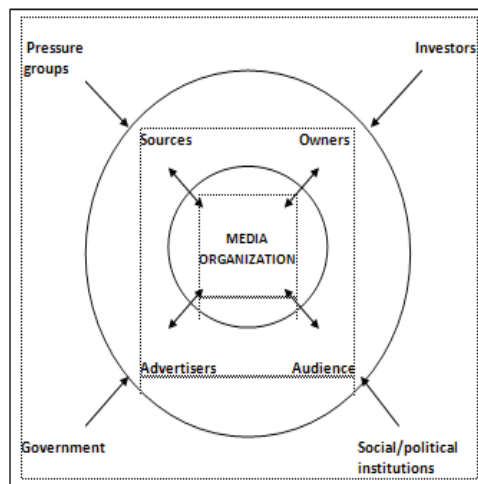 Pressure
groups
Investors
Sources
Owners
MEDIA
ORGANIZATION
Advertisers
Audience
Government
Social/political
institutions